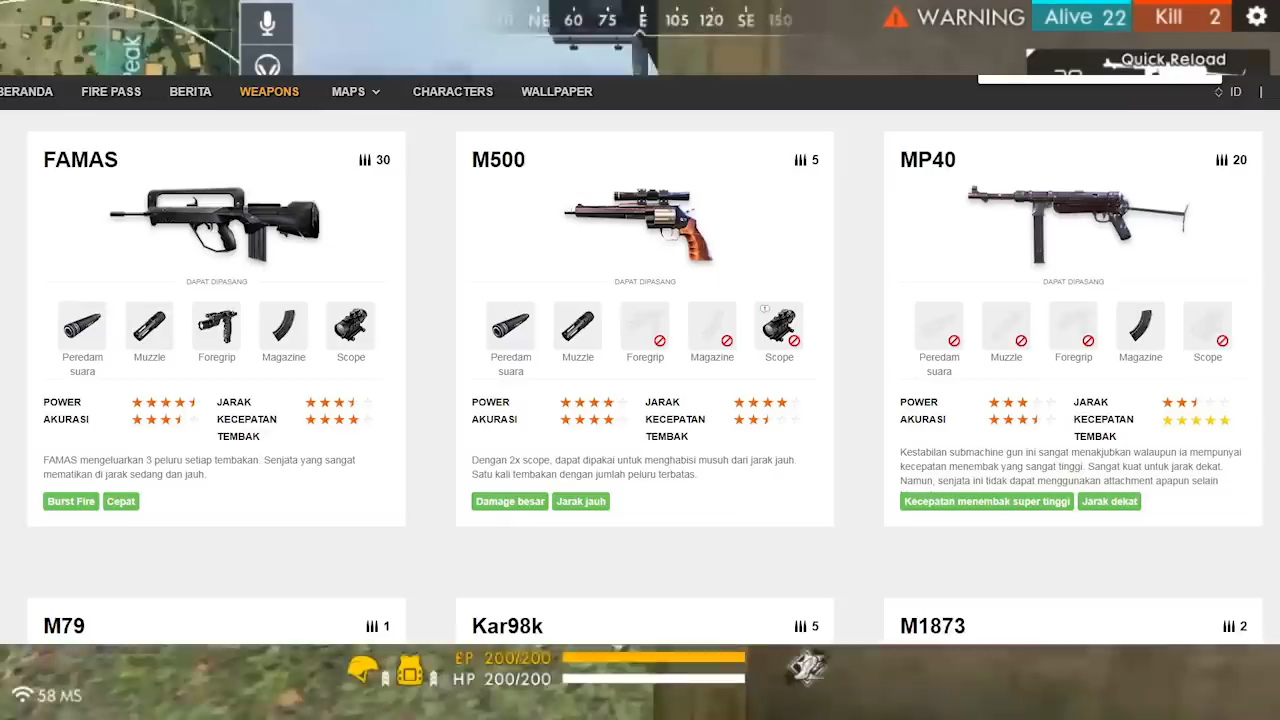 NE 60 75 E 105 120 SE 150
WARNING
Alive 22
Kill 2
Peak
Quick Reload
BERANDA FIRE PASS BERITA WEAPONS MAPS CHARACTERS WALLPAPER ID |
FAMAS 30
DAPAT DIPASANG
Peredam suara
Muzzle
Foregrip
Magazine
Scope
POWER
JARAK
AKURASI
KECEPATAN
TEMBAK
FAMAS mengeluarkan 3 peluru setiap tembakan. Senjata yang sangat
mematikan di jarak sedang dan jauh.
Burst Fire Cepat
M500 5
DAPAT DIPASANG
Peredam suara
Muzzle
Foregrip
Magazine
Scope
POWER
JARAK
AKURASI
KECEPATAN
TEMBAK
Dengan 2x scope, dapat dipakai untuk menghabisi musuh dari jarak jauh.
Satu kali tembakan dengan jumlah peluru terbatas.
Damage besar Jarak jauh
MP40 20
DAPAT DIPASANG
Peredam suara
Muzzle
Foregrip
Magazine
Scope
POWER
JARAK
AKURASI
KECEPATAN
TEMBAK
Kestabilan submachine gun ini sangat menakjubkan walaupun ia mempunyai
kecepatan menembak yang sangat tinggi. Sangat kuat untuk jarak dekat.
Namun, senjata ini tidak dapat menggunakan attachment apapun selain
Kecepatan menembak super tinggi Jarak dekat
M79 1
Kar98k 5
M1873 2
EP 200/200
HP 200/200
58 MS